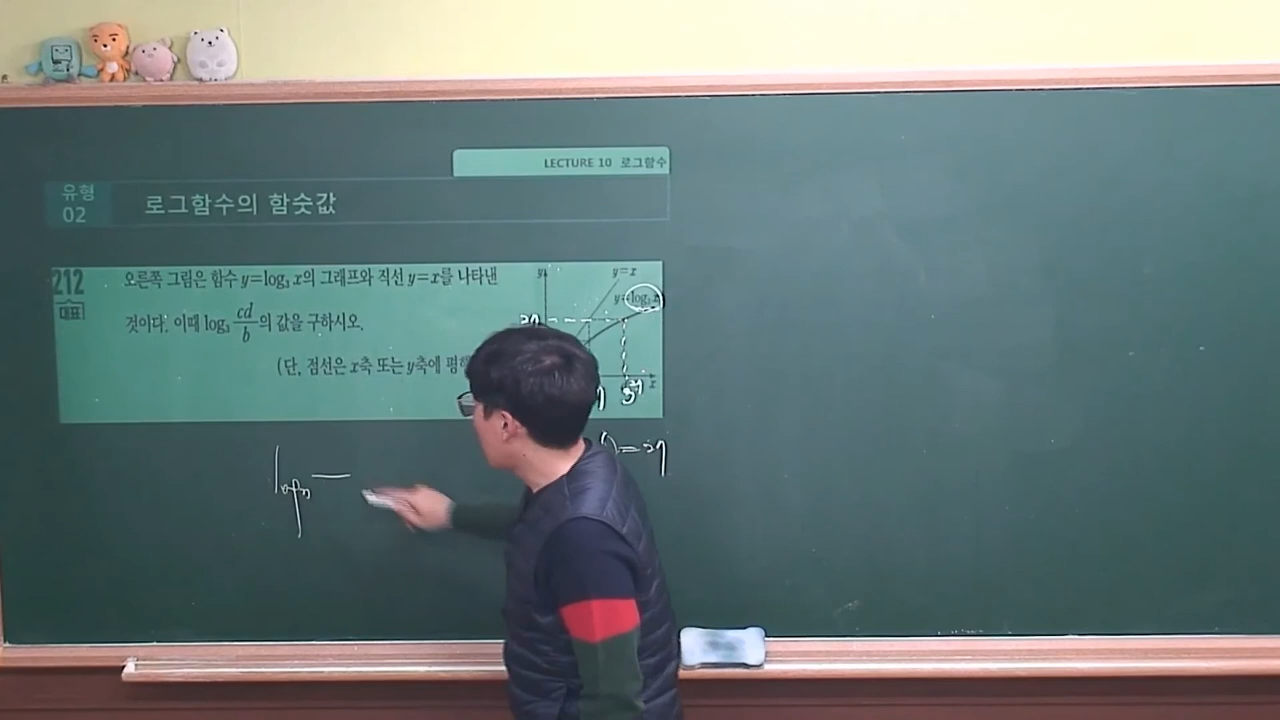 LECTURE 10 로그함수
유형 02
로그함수의 함숫값
212
대표
오른쪽 그림은 함수 y=log₃ x의 그래프와 직선 y=x를 나타낸
것이다. 이때 log₃ cd/b의 값을 구하시오.
(단, 점선은 x축 또는 y축에 평행
y
y=x
y=log₃ x
x
log